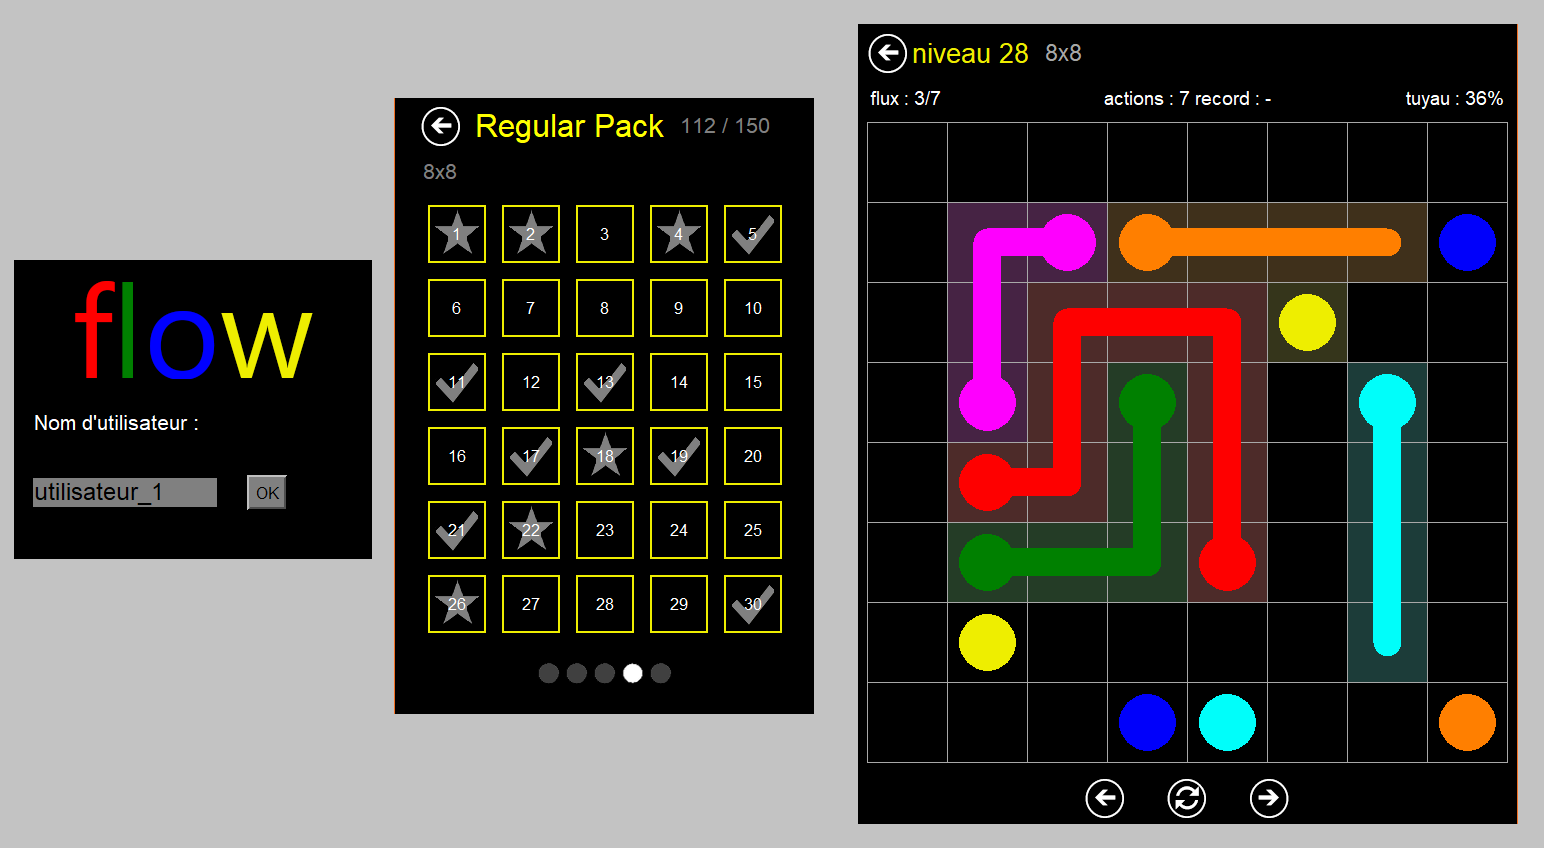 flow
Nom d'utilisateur :
utilisateur_1 OK
Regular Pack 112 / 150
8x8
1 2 3 4 5
6 7 8 9 10
11 12 13 14 15
16 17 18 19 20
21 22 23 24 25
26 27 28 29 30
niveau 28 8x8
flux : 3/7 actions : 7 record : - tuyau : 36%